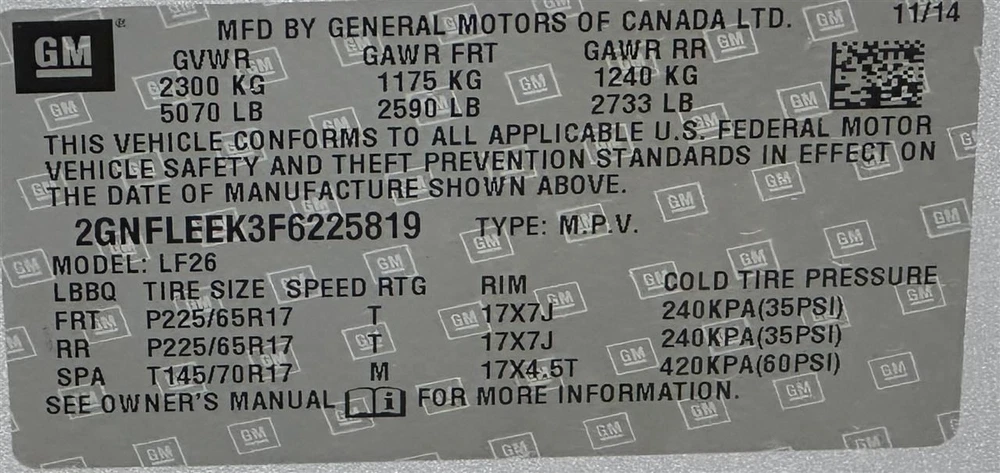 GM
MFD BY GENERAL MOTORS OF CANADA LTD. 11/14
GVWR GAWR FRT GAWR RR
2300 KG 1175 KG 1240 KG
5070 LB 2590 LB 2733 LB
THIS VEHICLE CONFORMS TO ALL APPLICABLE U.S. FEDERAL MOTOR
VEHICLE SAFETY AND THEFT PREVENTION STANDARDS IN EFFECT ON
THE DATE OF MANUFACTURE SHOWN ABOVE.
2GNFLEEK3F6225819 TYPE: M.P.V.
MODEL: LF26
LBBQ TIRE SIZE SPEED RTG RIM COLD TIRE PRESSURE
FRT P225/65R17 T 17X7J 240KPA(35PSI)
RR P225/65R17 T 17X7J 240KPA(35PSI)
SPA T145/70R17 M 17X4.5T 420KPA(60PSI)
SEE OWNER'S MANUAL i FOR MORE INFORMATION.